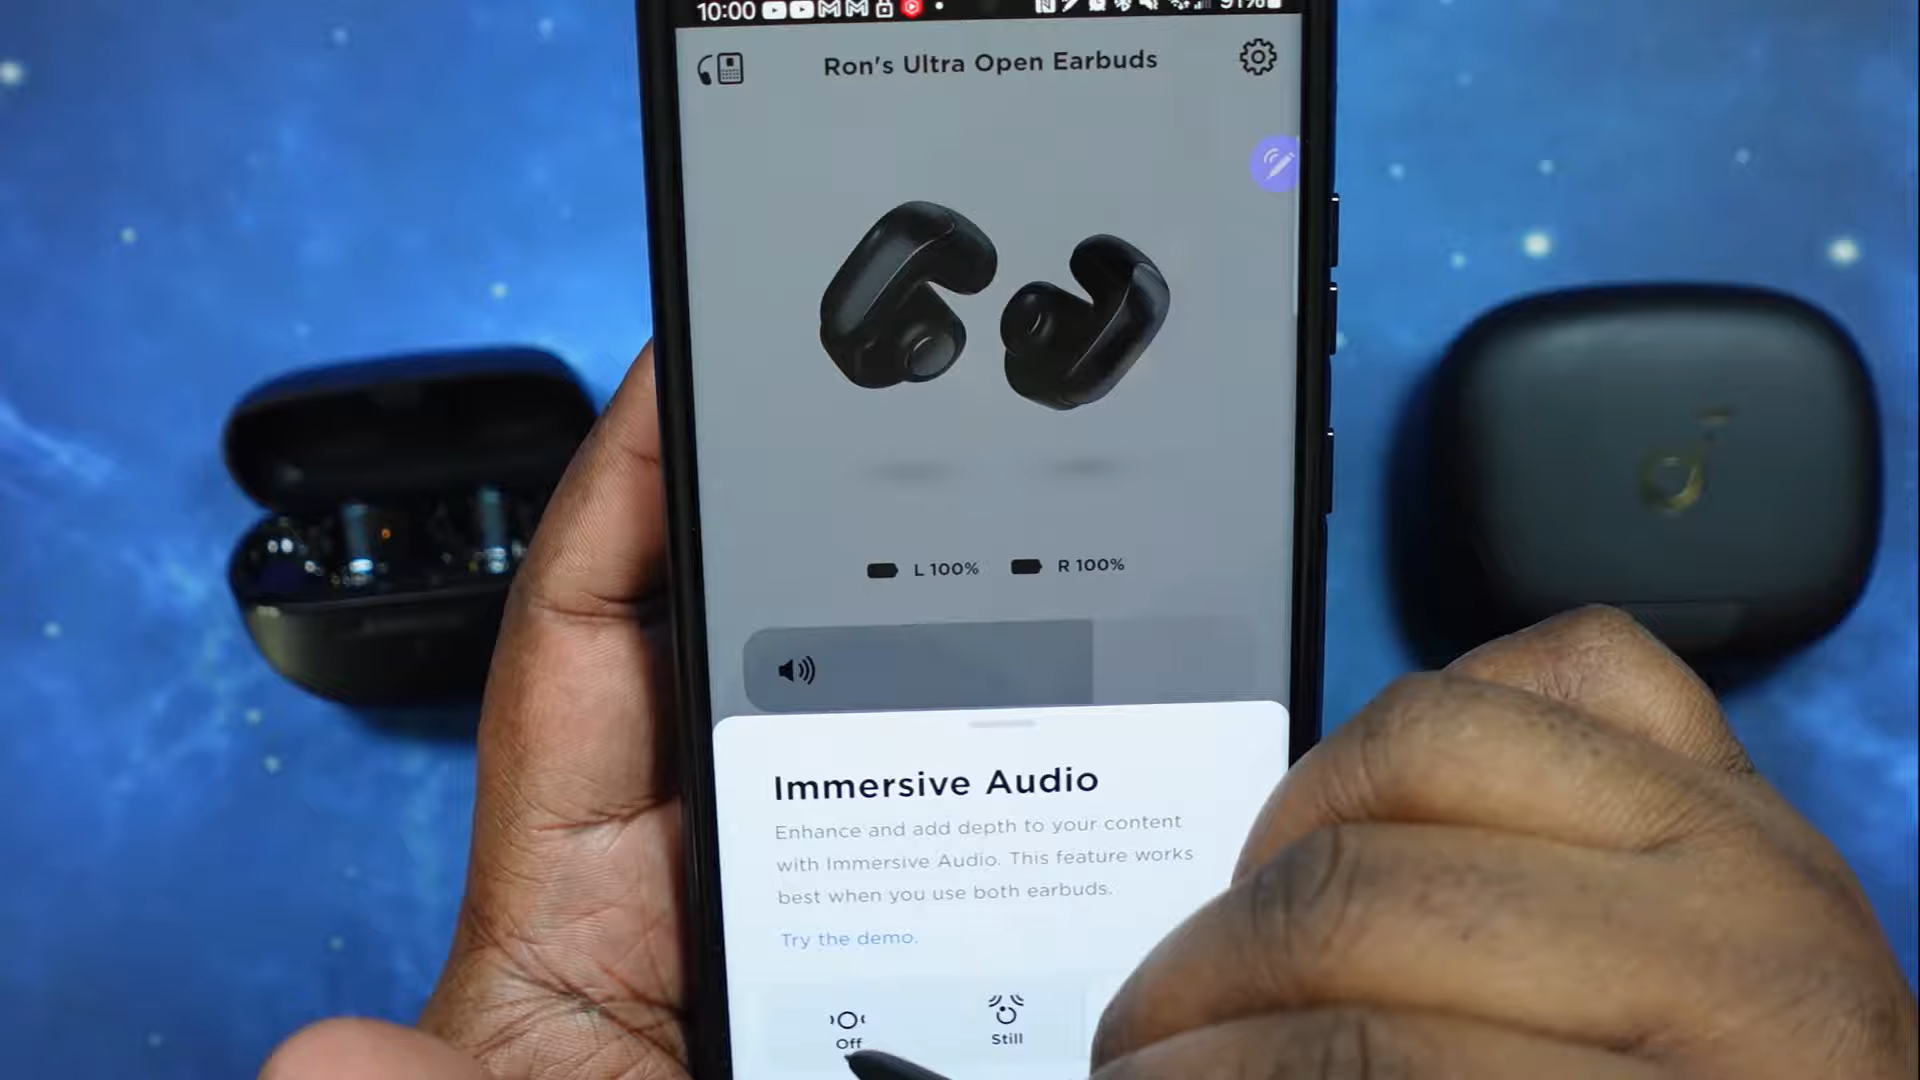 10:00
91%
Ron's Ultra Open Earbuds
L 100% R 100%
Immersive Audio
Enhance and add depth to your content
with Immersive Audio. This feature works
best when you use both earbuds.
Try the demo.
Off Still